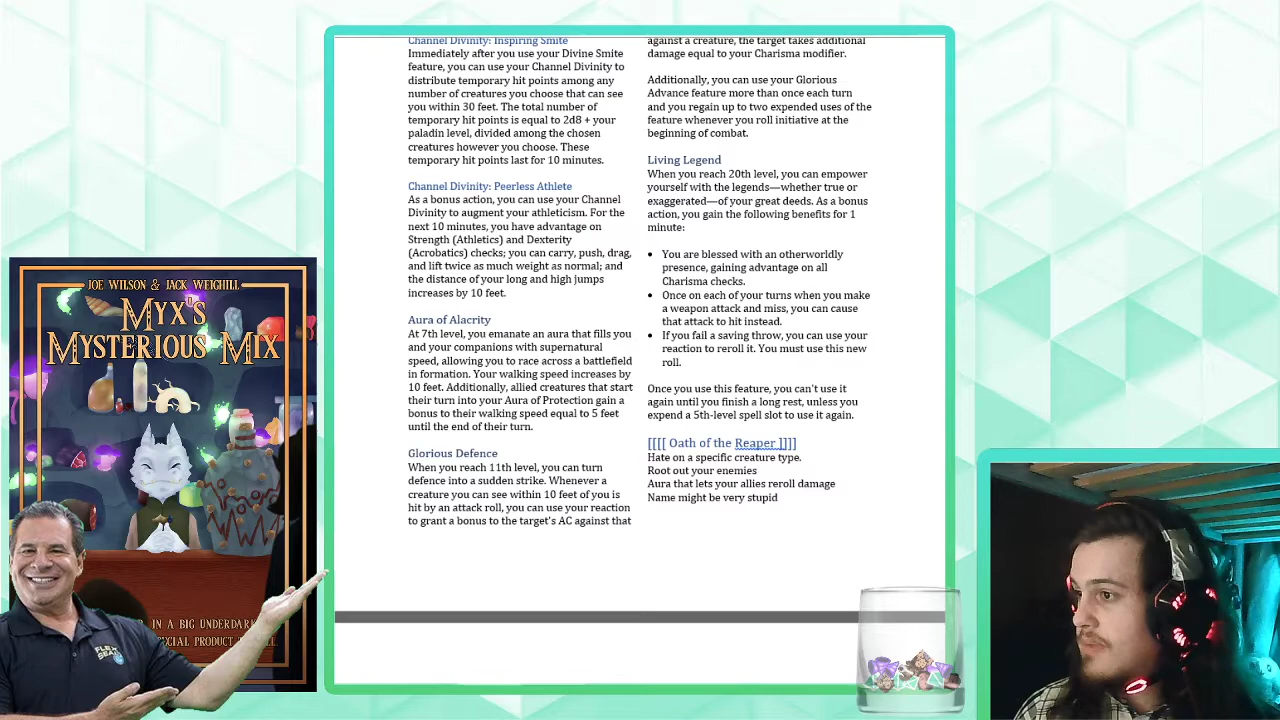 Channel Divinity: Inspiring Smite
Immediately after you use your Divine Smite
feature, you can use your Channel Divinity to
distribute temporary hit points among any
number of creatures you choose that can see
you within 30 feet. The total number of
temporary hit points is equal to 2d8 + your
paladin level, divided among the chosen
creatures however you choose. These
temporary hit points last for 10 minutes.
Channel Divinity: Peerless Athlete
As a bonus action, you can use your Channel
Divinity to augment your athleticism. For the
next 10 minutes, you have advantage on
Strength (Athletics) and Dexterity
(Acrobatics) checks; you can carry, push, drag,
and lift twice as much weight as normal; and
the distance of your long and high jumps
increases by 10 feet.
Aura of Alacrity
At 7th level, you emanate an aura that fills you
and your companions with supernatural
speed, allowing you to race across a battlefield
in formation. Your walking speed increases by
10 feet. Additionally, allied creatures that start
their turn into your Aura of Protection gain a
bonus to their walking speed equal to 5 feet
until the end of their turn.
Glorious Defence
When you reach 11th level, you can turn
defence into a sudden strike. Whenever a
creature you can see within 10 feet of you is
hit by an attack roll, you can use your reaction
to grant a bonus to the target's AC against that
against a creature, the target takes additional
damage equal to your Charisma modifier.
Additionally, you can use your Glorious
Advance feature more than once each turn
and you regain up to two expended uses of the
feature whenever you roll initiative at the
beginning of combat.
Living Legend
When you reach 20th level, you can empower
yourself with the legends—whether true or
exaggerated—of your great deeds. As a bonus
action, you gain the following benefits for 1
minute:
• You are blessed with an otherworldly
presence, gaining advantage on all
Charisma checks.
• Once on each of your turns when you make
a weapon attack and miss, you can cause
that attack to hit instead.
• If you fail a saving throw, you can use your
reaction to reroll it. You must use this new
roll.
Once you use this feature, you can't use it
again until you finish a long rest, unless you
expend a 5th-level spell slot to use it again.
[[[[ Oath of the Reaper ]]]]
Hate on a specific creature type.
Root out your enemies
Aura that lets your allies reroll damage
Name might be very stupid
JOE WILSON & JACK WEIGHILL
MYX'S
MYSTERIOUS MIX
IN A BIG UNDERDARK
PRODUCT